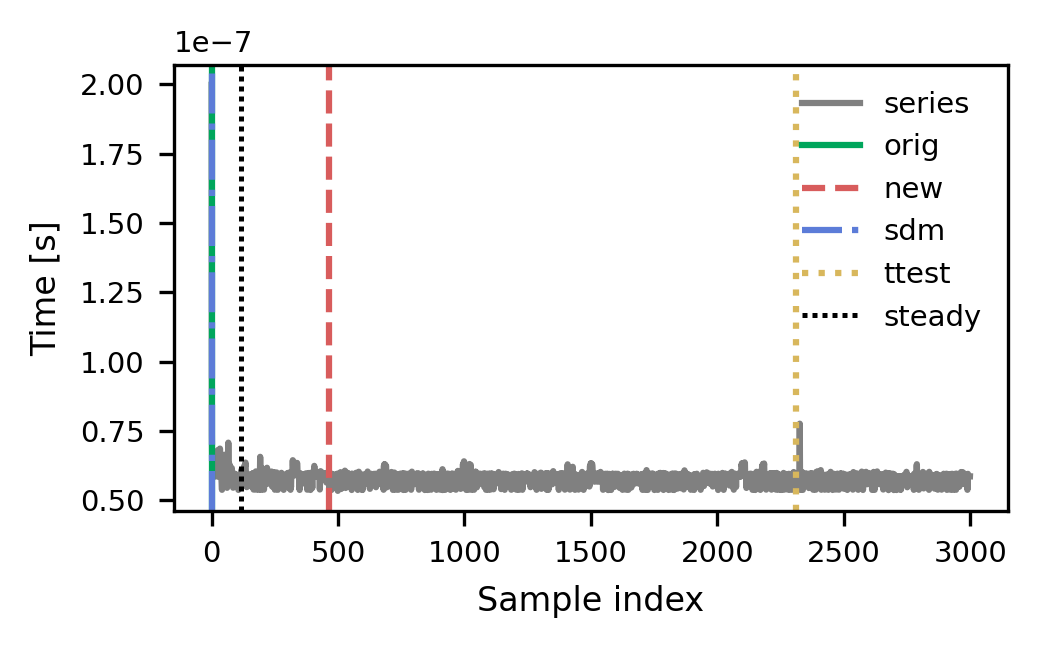 1e−7
2.00
1.75
1.50
1.25
1.00
0.75
0.50
Time [s]
series
orig
new
sdm
ttest
steady
0 500 1000 1500 2000 2500 3000
Sample index